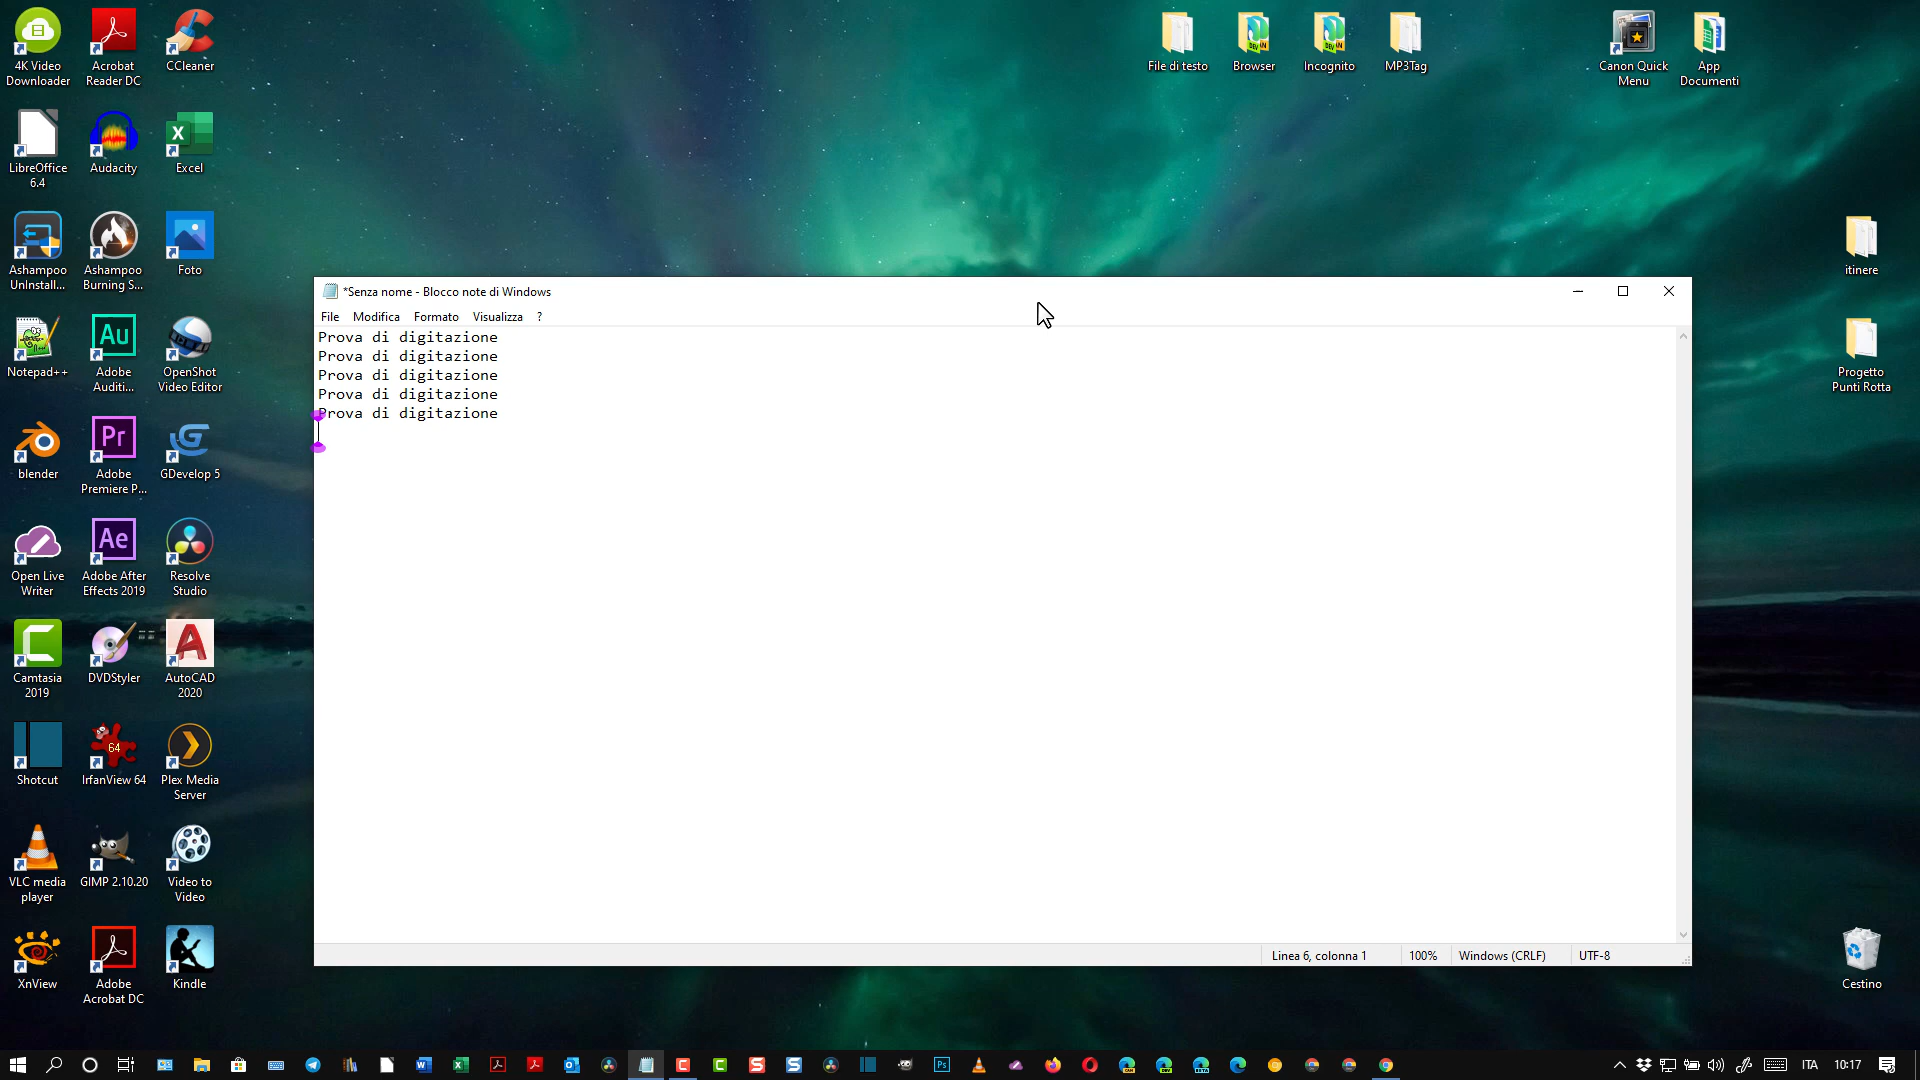 4K Video
Downloader
Acrobat
Reader DC
CCleaner
File di testo
Browser
Incognito
MP3Tag
Canon Quick
Menu
App
Documenti
LibreOffice
6.4
Audacity
Excel
Ashampoo
UnInstall...
Ashampoo
Burning S...
Foto
itinere
*Senza nome - Blocco note di Windows
File Modifica Formato Visualizza ?
Prova di digitazione
Prova di digitazione
Prova di digitazione
Prova di digitazione
Prova di digitazione
Notepad++
Adobe
Auditi...
OpenShot
Video Editor
Progetto
Punti Rotta
blender
Adobe
Premiere P...
GDevelop 5
Open Live
Writer
Adobe After
Effects 2019
Resolve
Studio
Camtasia
2019
DVDStyler
AutoCAD
2020
Shotcut
IrfanView 64
Plex Media
Server
VLC media
player
GIMP 2.10.20
Video to
Video
XnView
Adobe
Acrobat DC
Kindle
Linea 6, colonna 1 100% Windows (CRLF) UTF-8
Cestino
ITA 10:17